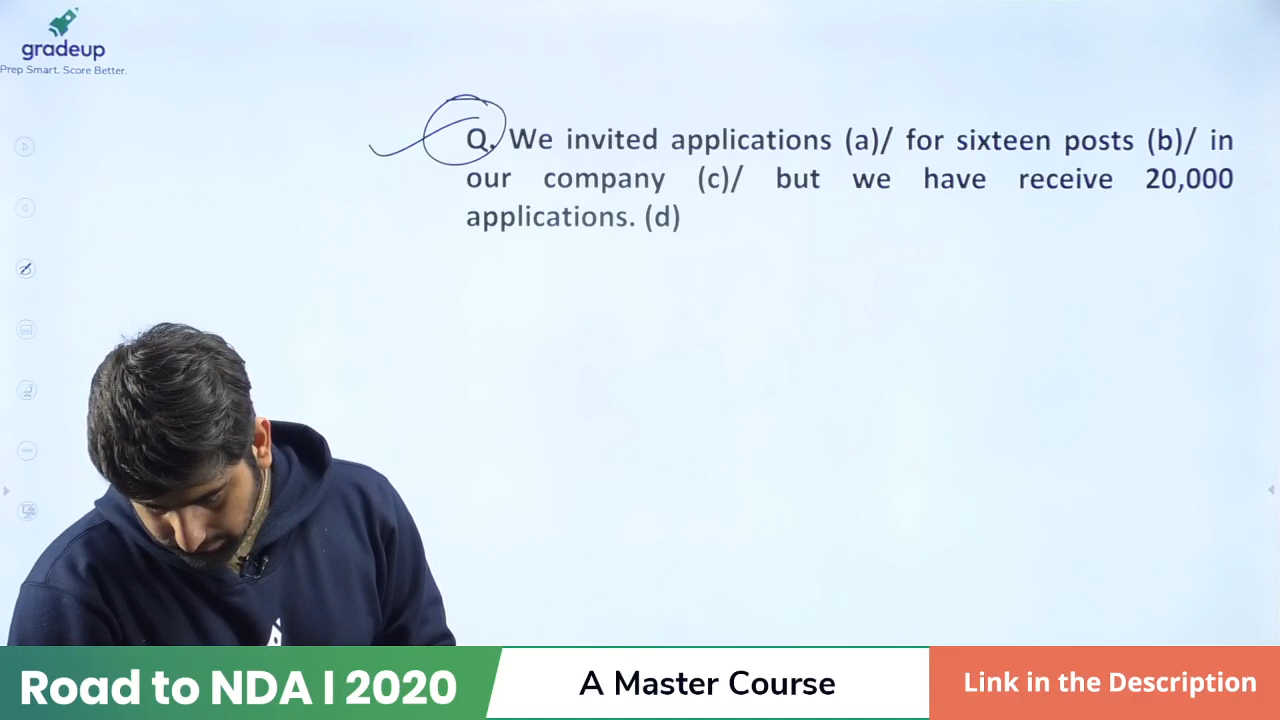 gradeup
Prep Smart. Score Better.
Q. We invited applications (a)/ for sixteen posts (b)/ in
our company (c)/ but we have receive 20,000
applications. (d)
Road to NDA I 2020
A Master Course
Link in the Description